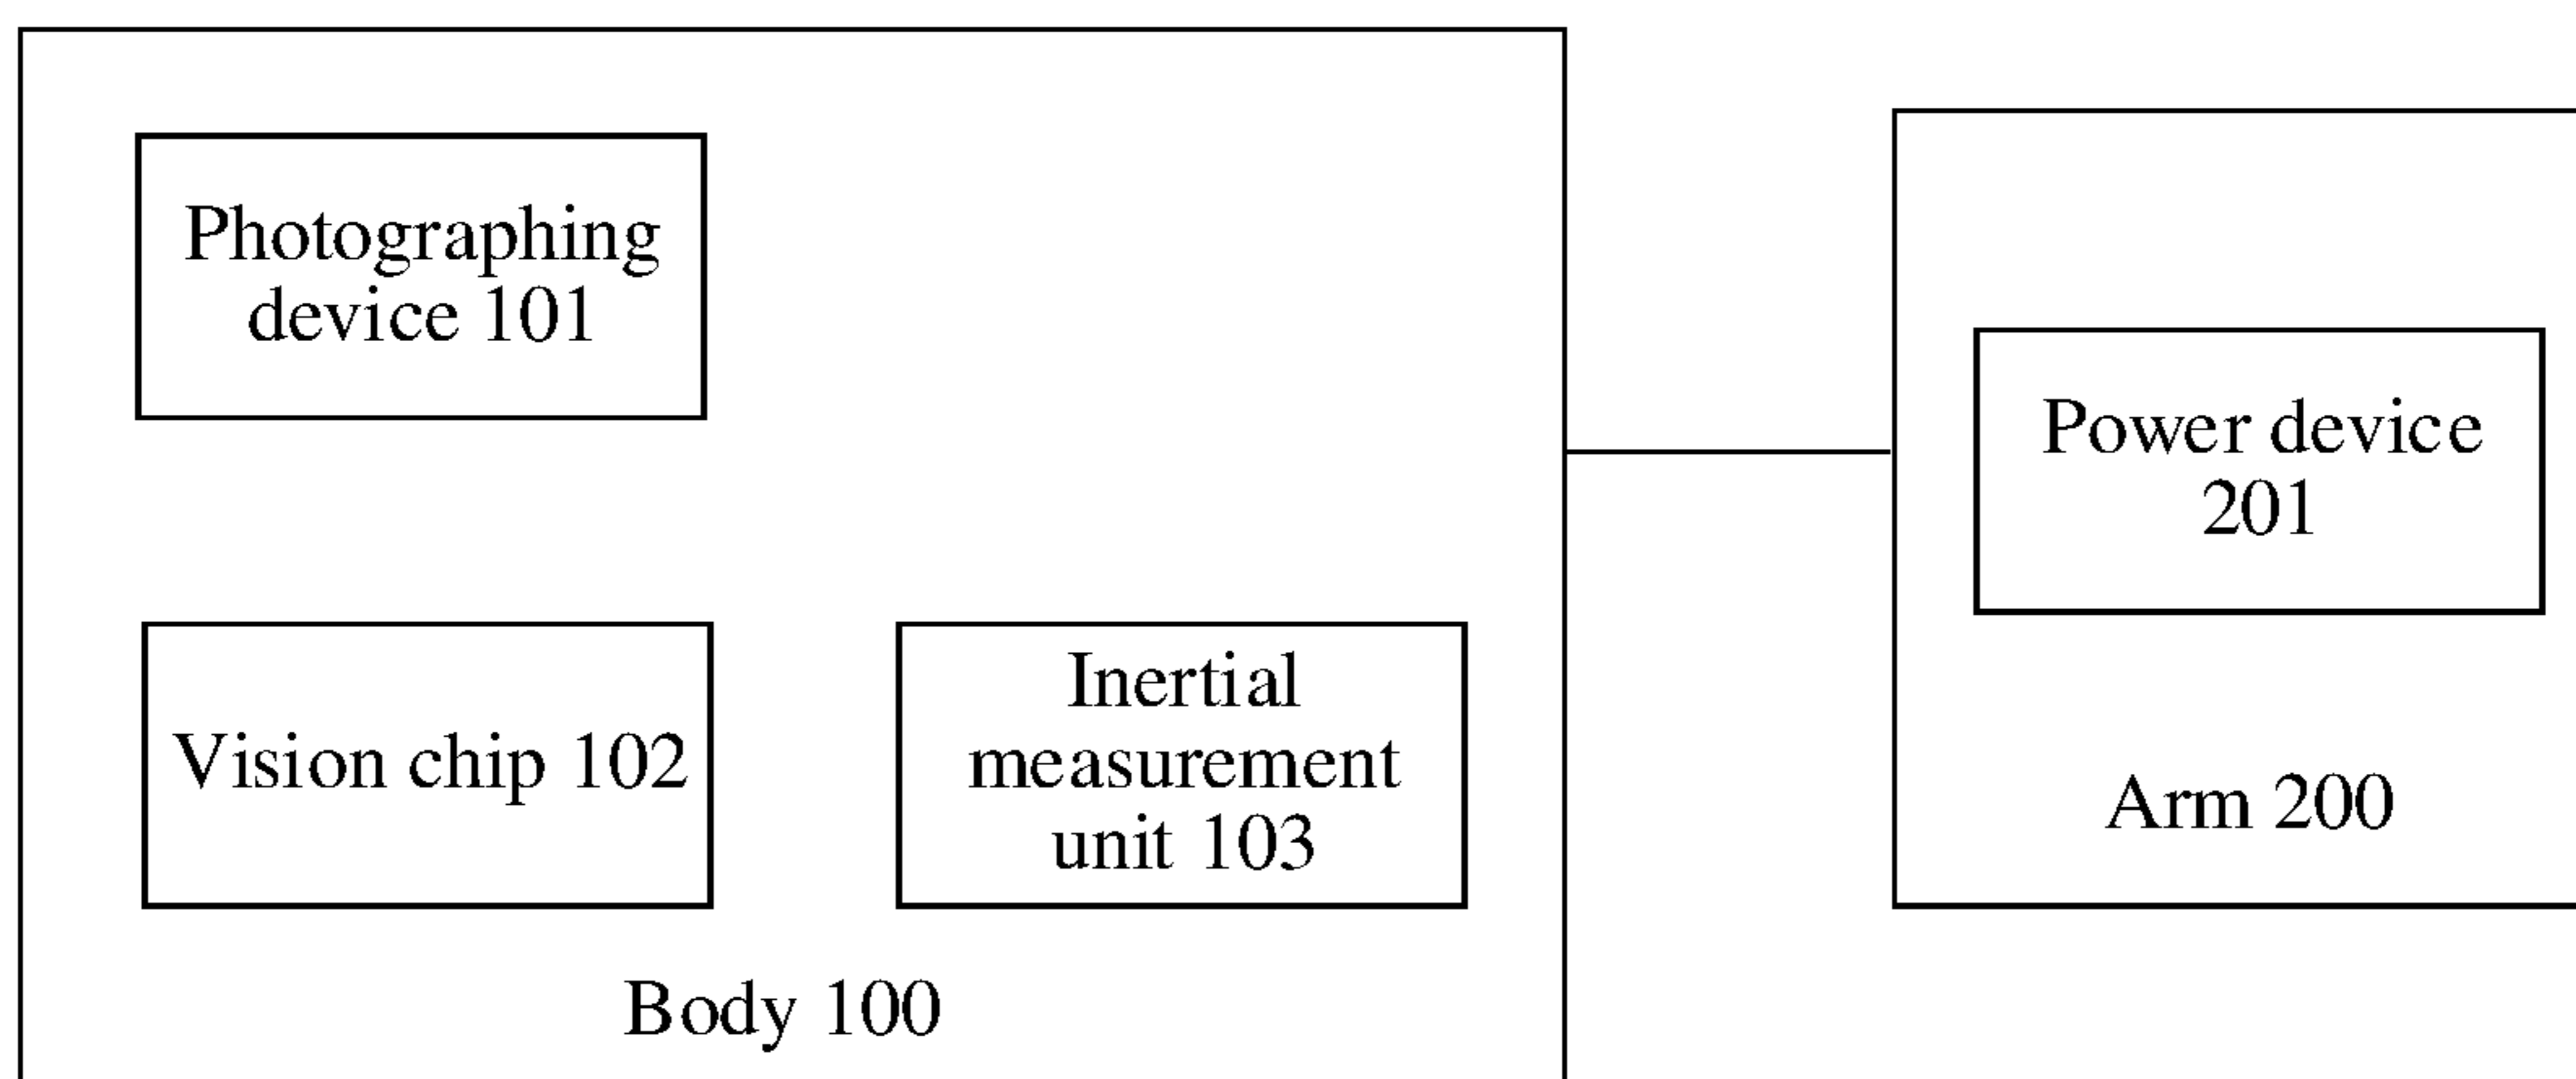 Photographing
device 101
Vision chip 102
Inertial
measurement
unit 103
Body 100
Power device
201
Arm 200